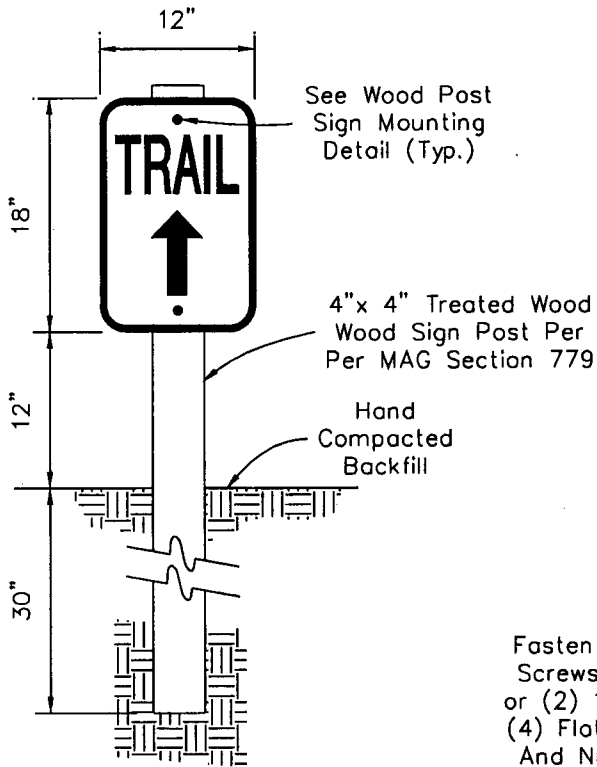 12"
See Wood Post
Sign Mounting
Detail (Typ.)
TRAIL
18"
4"x 4" Treated Wood
Wood Sign Post Per
Per MAG Section 779
12"
Hand
Compacted
Backfill
30"
Fasten
Screws
or (2)
(4) Flat
And